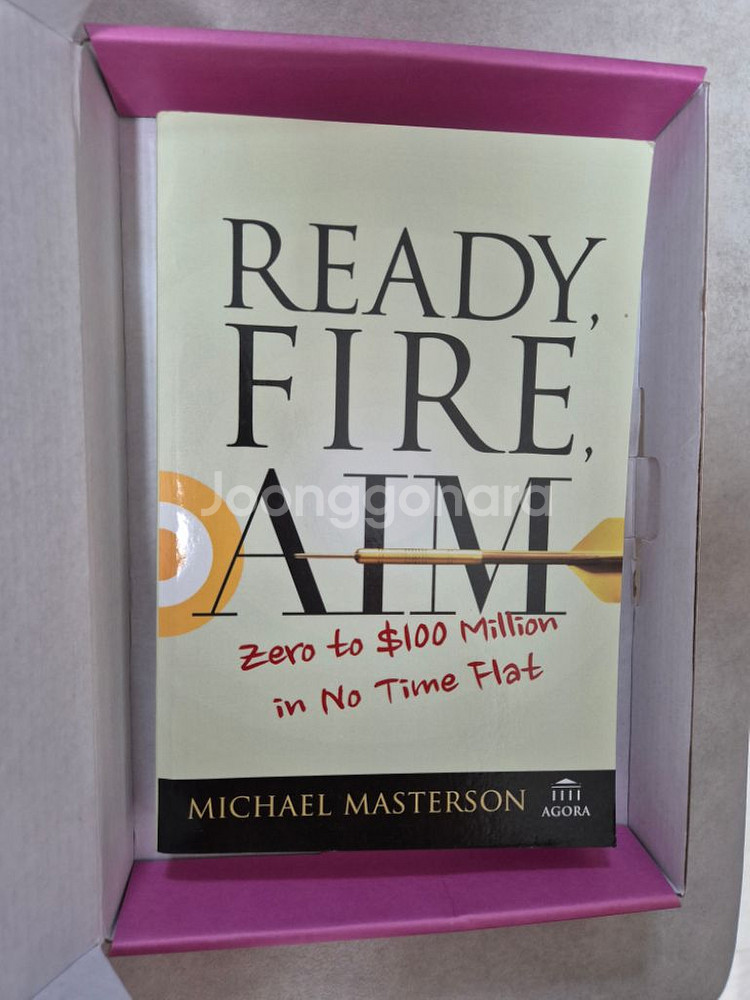 READY,
FIRE,
Joonggonara
AIM
Zero to $100 Million
in No Time Flat
MICHAEL MASTERSON
AGORA